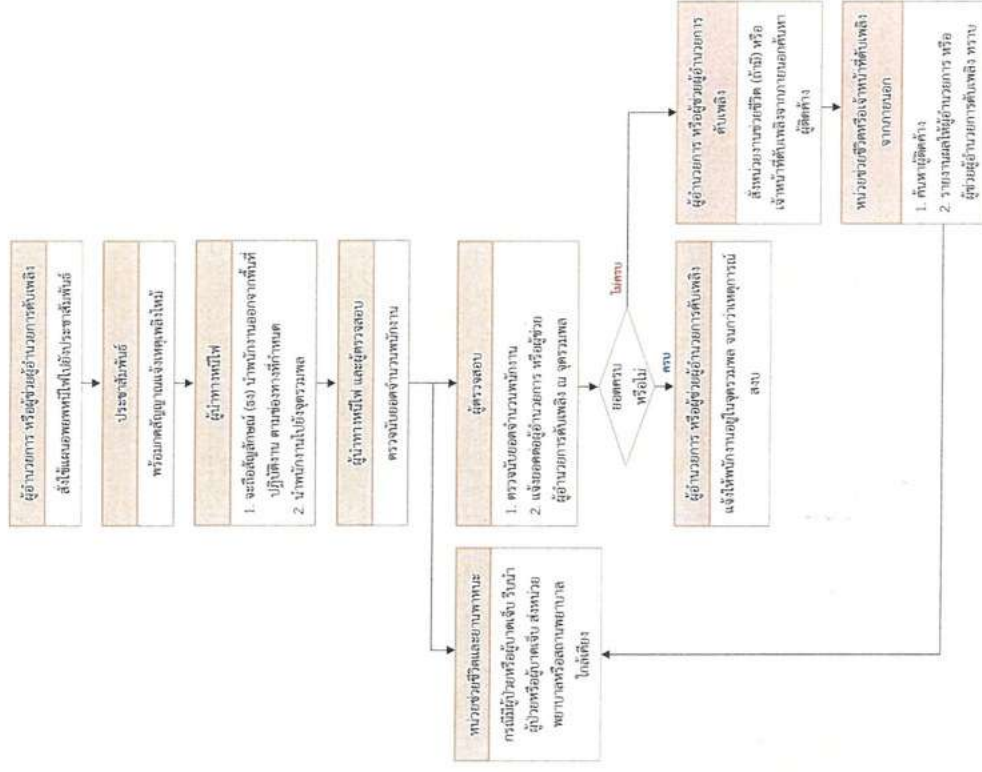 ผู้อำนวยการ หรือผู้ช่วยผู้อำนวยการดับเพลิง
สั่งใช้แผนอพยพหนีไฟไปยังประชาสัมพันธ์
ประชาสัมพันธ์
พร้อมกดสัญญาณแจ้งเหตุเพลิงไหม้
ผู้นำทางหนีไฟ
1. จะถือสัญลักษณ์ (ธง) นำพนักงานออกจากพื้นที่
ปฏิบัติงาน ตามช่องทางที่กำหนด
2. นำพนักงานไปยังจุดรวมพล
ผู้นำทางหนีไฟ และผู้ตรวจสอบ
ตรวจนับยอดจำนวนพนักงาน
หน่วยช่วยชีวิตและยานพาหนะ
กรณีมีผู้ป่วยหรือผู้บาดเจ็บ รีบนำ
ผู้ป่วยหรือผู้บาดเจ็บ ส่งหน่วย
พยาบาลหรือสถานพยาบาล
ใกล้เคียง
ผู้ตรวจสอบ
1. ตรวจนับยอดจำนวนพนักงาน
2. แจ้งยอดต่อผู้อำนวยการ หรือผู้ช่วย
ผู้อำนวยการดับเพลิง ณ จุดรวมพล
ยอดครบ
หรือไม่
ไม่ครบ
ครบ
ผู้อำนวยการ หรือผู้ช่วยผู้อำนวยการดับเพลิง
แจ้งให้พนักงานอยู่ในจุดรวมพล จนกว่าเหตุการณ์
สงบ
ผู้อำนวยการ หรือผู้ช่วยผู้อำนวยการ
ดับเพลิง
สั่งหน่วยงานช่วยชีวิต (ถ้ามี) หรือ
เจ้าหน้าที่ดับเพลิงจากภายนอกค้นหา
ผู้ติดค้าง
หน่วยช่วยชีวิตหรือเจ้าหน้าที่ดับเพลิง
จากภายนอก
1. ค้นหาผู้ติดค้าง
2. รายงานผลให้ผู้อำนวยการ หรือ
ผู้ช่วยผู้อำนวยการดับเพลิง ทราบ